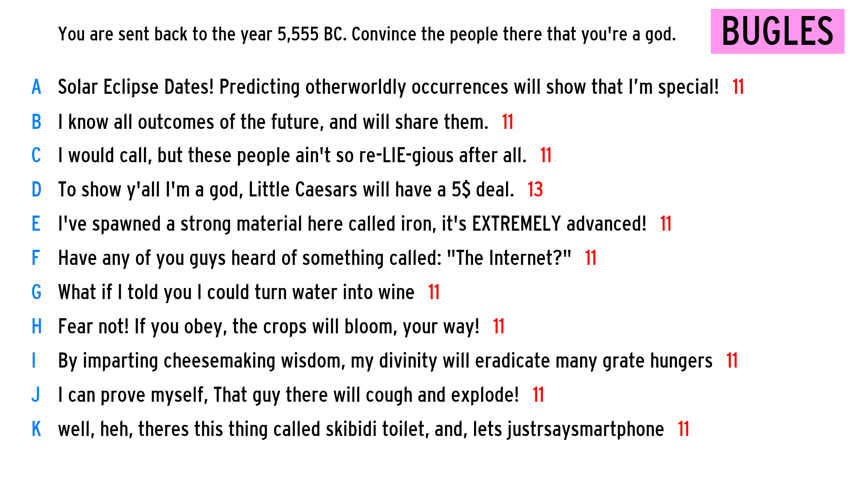 You are sent back to the year 5,555 BC. Convince the people there that you're a god.
BUGLES
A Solar Eclipse Dates! Predicting otherworldly occurrences will show that I'm special! 11
B I know all outcomes of the future, and will share them. 11
C I would call, but these people ain't so re-LIE-gious after all. 11
D To show y'all I'm a god, Little Caesars will have a 5$ deal. 13
E I've spawned a strong material here called iron, it's EXTREMELY advanced! 11
F Have any of you guys heard of something called: "The Internet?" 11
G What if I told you I could turn water into wine 11
H Fear not! If you obey, the crops will bloom, your way! 11
I By imparting cheesemaking wisdom, my divinity will eradicate many grate hungers 11
J I can prove myself, That guy there will cough and explode! 11
K well, heh, theres this thing called skibidi toilet, and, lets justrsaysmartphone 11